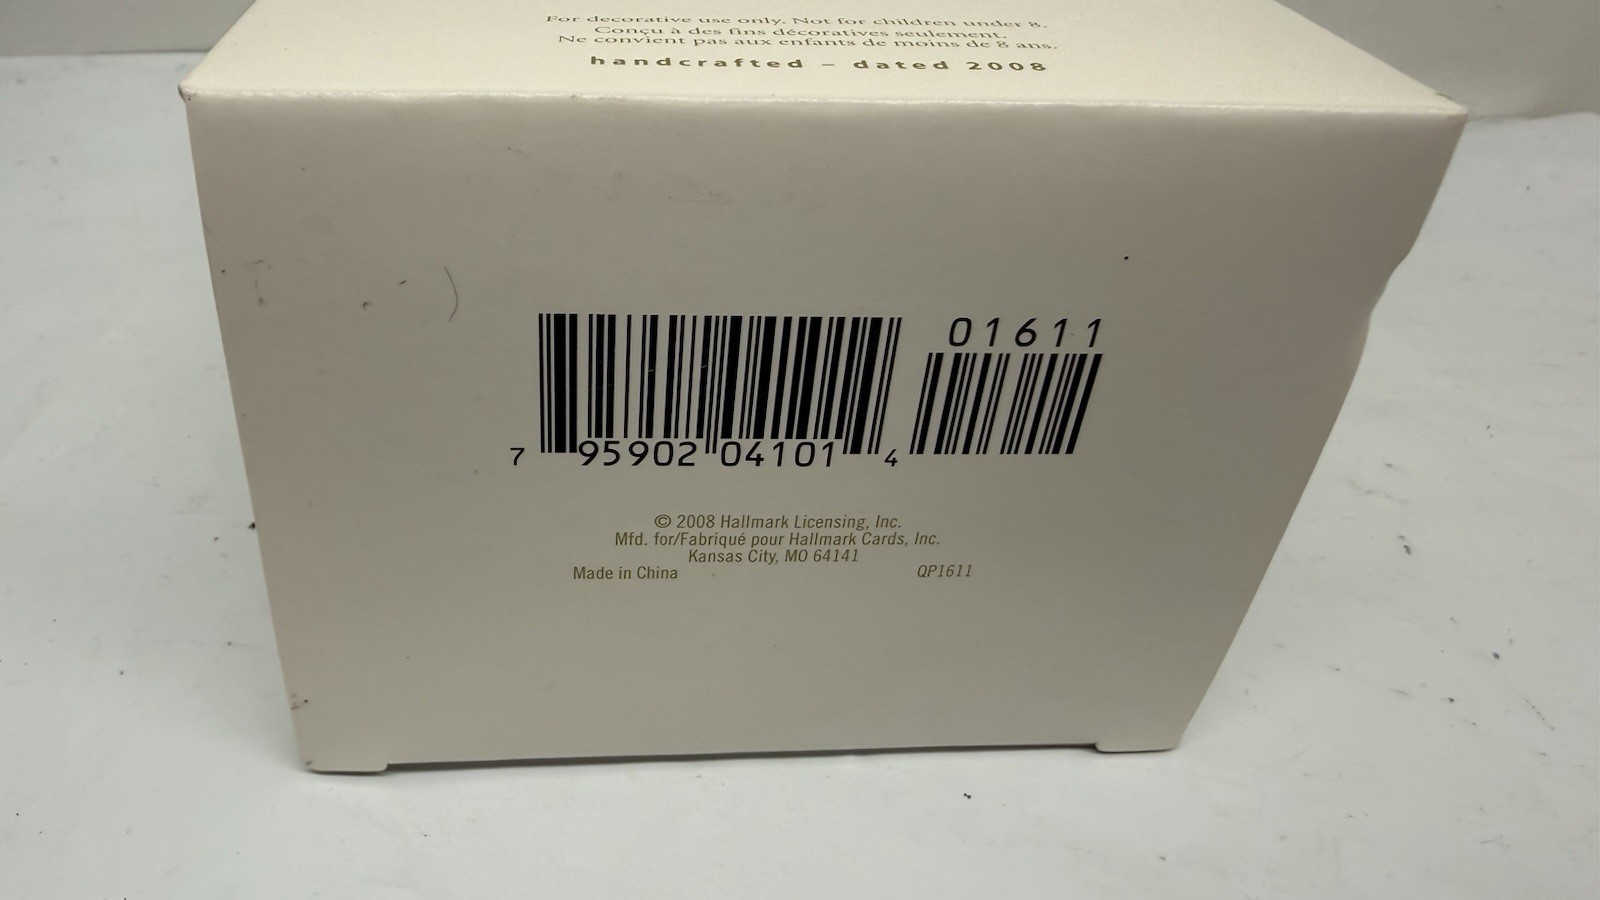 For decorative use only. Not for children under 8.
Conçu à des fins décoratives seulement.
Ne convient pas aux enfants de moins de 8 ans.
handcrafted – dated 2008
01611
7 95902 04101 4
© 2008 Hallmark Licensing, Inc.
Mfd. for/Fabriqué pour Hallmark Cards, Inc.
Kansas City, MO 64141
Made in China QP1611